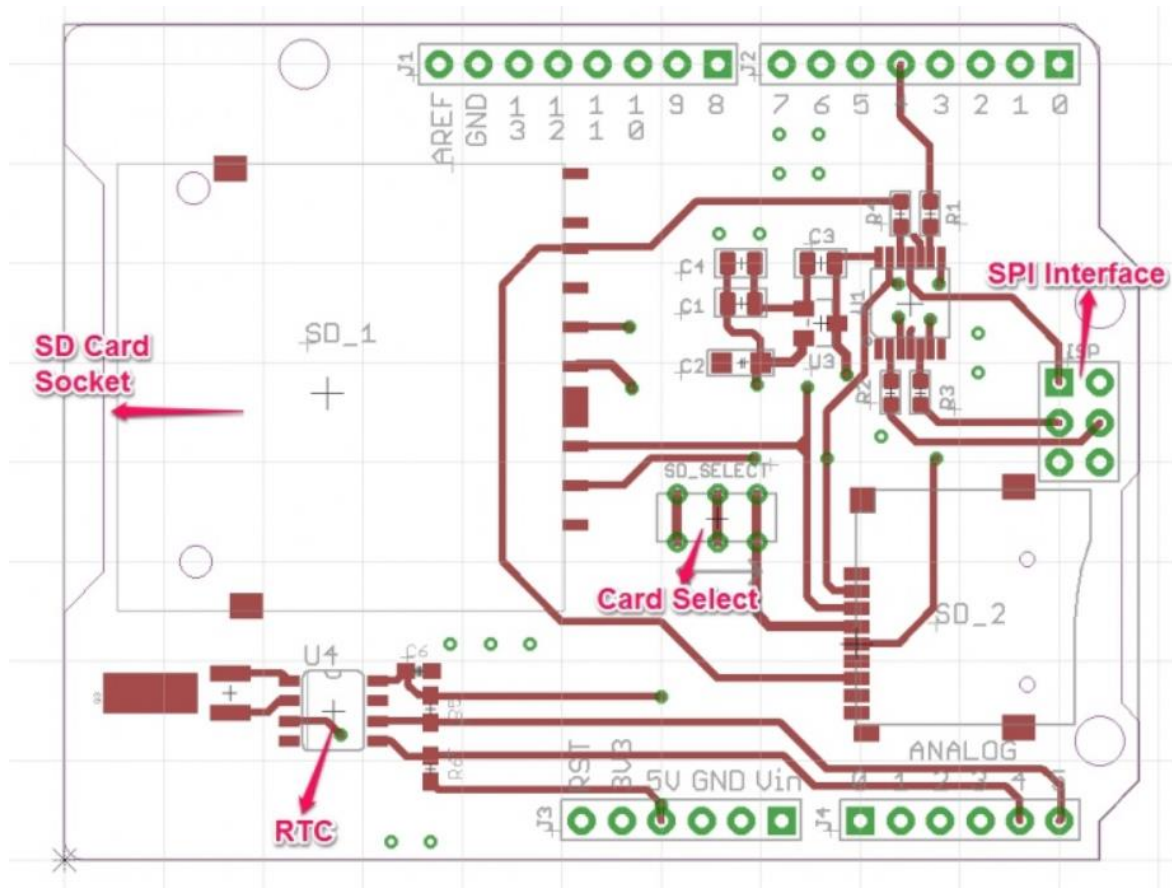 J1
J2
AREF
GND
13
12
11
10
9
8
7
6
5
4
3
2
1
0
R4
R1
C3
C4
C1
C2
U1
U3
SPI Interface
ISP
SD_1
SD Card
Socket
R2
R3
SD_SELECT
Card Select
SD_2
U4
C6
R5
R6
RTC
RST
3V3
5V
GND
Vin
ANALOG
0
1
2
3
4
5
J3
J4